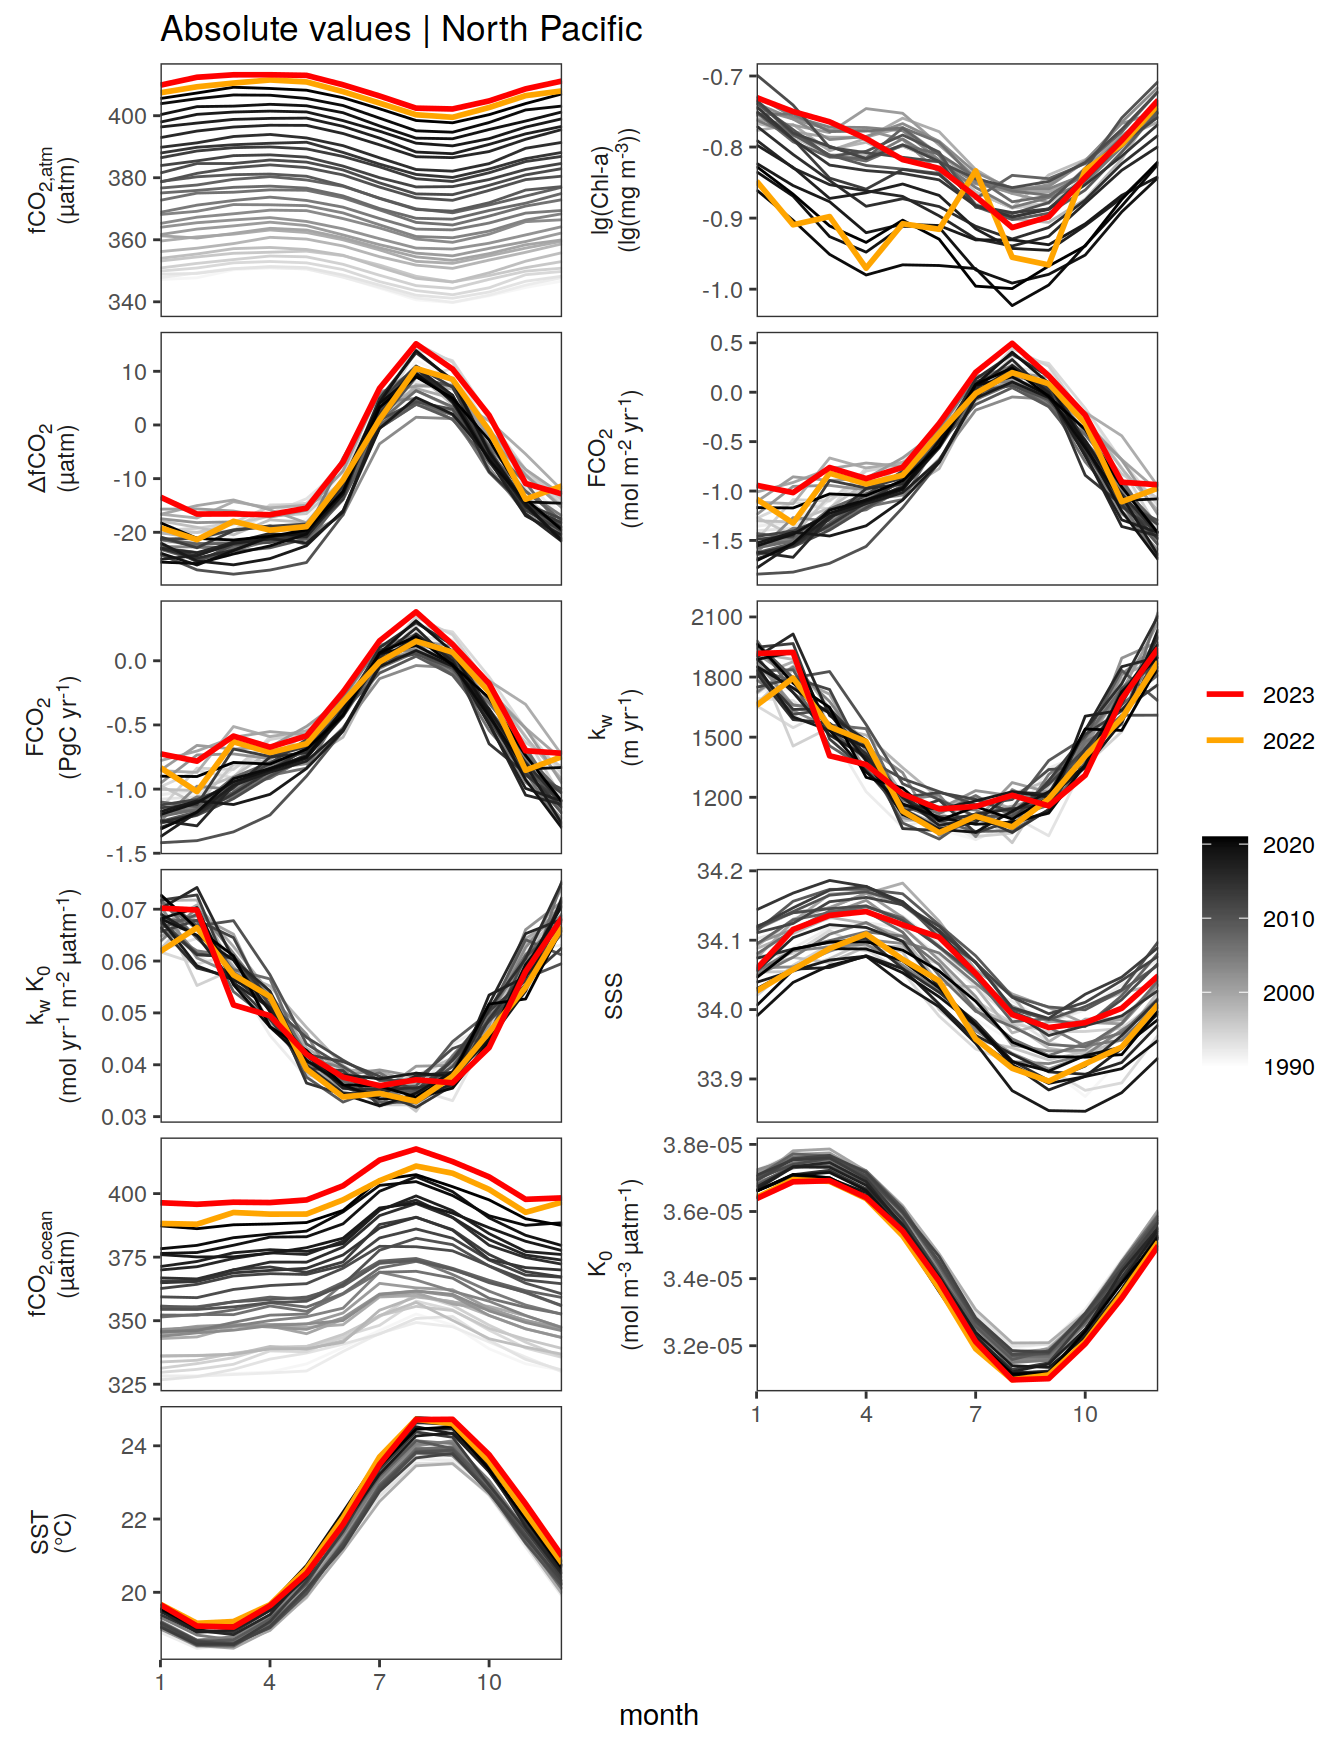 Absolute values | North Pacific
fCO2,atm
(µatm)
400
380
360
340
lg(Chl-a)
(lg(mg m-3))
-0.7
-0.8
-0.9
-1.0
ΔfCO2
(µatm)
10
0
-10
-20
FCO2
(mol m-2 yr-1)
0.5
0.0
-0.5
-1.0
-1.5
FCO2
(PgC yr-1)
0.0
-0.5
-1.0
-1.5
kw
(m yr-1)
2100
1800
1500
1200
kw K0
(mol yr-1 m-2 µatm-1)
0.07
0.06
0.05
0.04
0.03
SSS
34.2
34.1
34.0
33.9
fCO2,ocean
(µatm)
400
375
350
325
K0
(mol m-3 µatm-1)
3.8e-05
3.6e-05
3.4e-05
3.2e-05
1 4 7 10
SST
(°C)
24
22
20
1 4 7 10
month
2023
2022
2020
2010
2000
1990